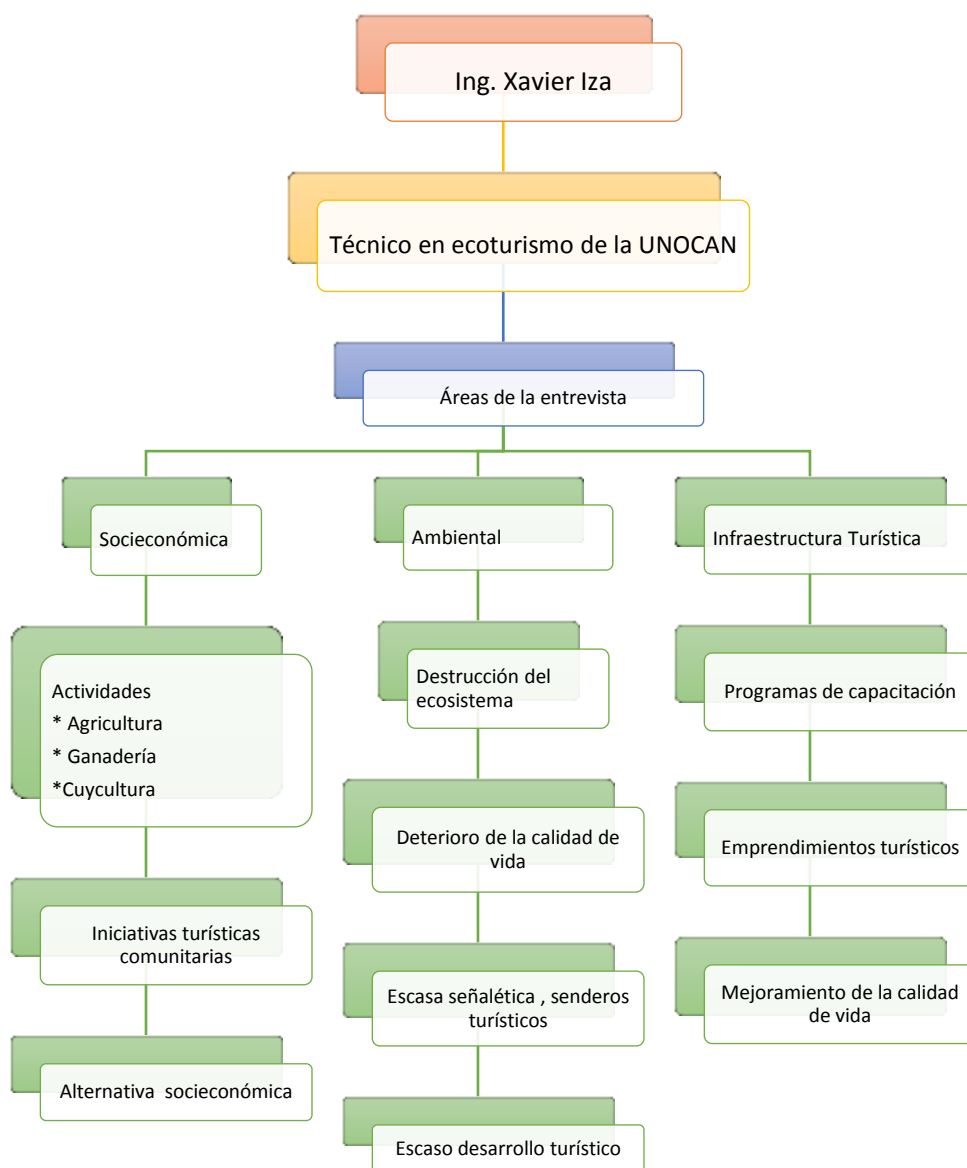 Ing. Xavier Iza
Técnico en ecoturismo de la UNOCAN
Áreas de la entrevista
Socieconómica
Actividades
* Agricultura
* Ganadería
*Cuycultura
Iniciativas turísticas
comunitarias
Alternativa socieconómica
Ambiental
Destrucción del
ecosistema
Deterioro de la calidad de
vida
Escasa señalética , senderos
turísticos
Escaso desarrollo turístico
Infraestructura Turística
Programas de capacitación
Emprendimientos turísticos
Mejoramiento de la calidad
de vida